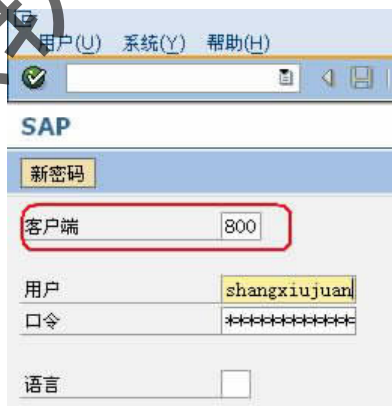 用户(U) 系统(Y) 帮助(H)
SAP
新密码
客户端 800
用户 shangxiujuan
口令 ************
语言